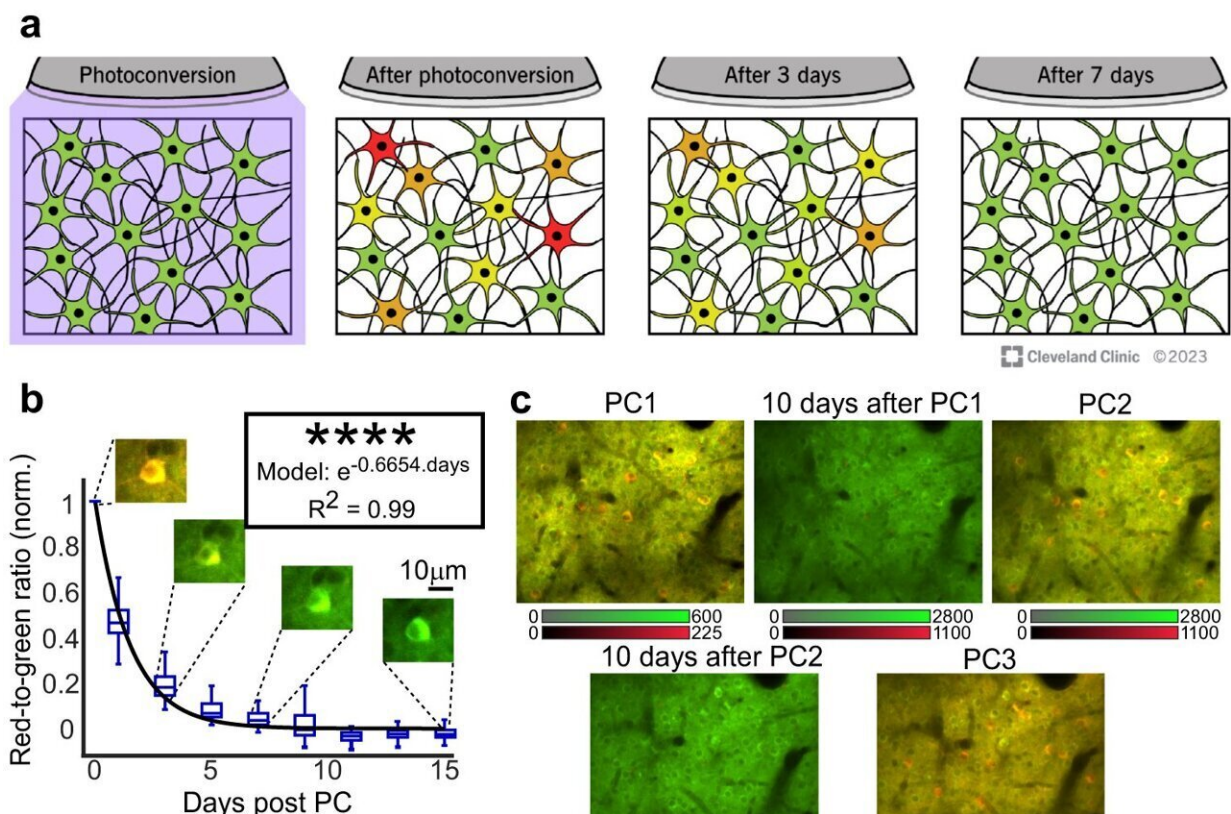 a
Photoconversion
After photoconversion
After 3 days
After 7 days
Cleveland Clinic ©2023
b
****
Model: e-0.6654.days
R2 = 0.99
10μm
Red-to-green ratio (norm.)
1
0.8
0.6
0.4
0.2
0
0 5 10 15
Days post PC
c
PC1
10 days after PC1
PC2
0 600
0 225
0 2800
0 1100
0 2800
0 1100
10 days after PC2
PC3